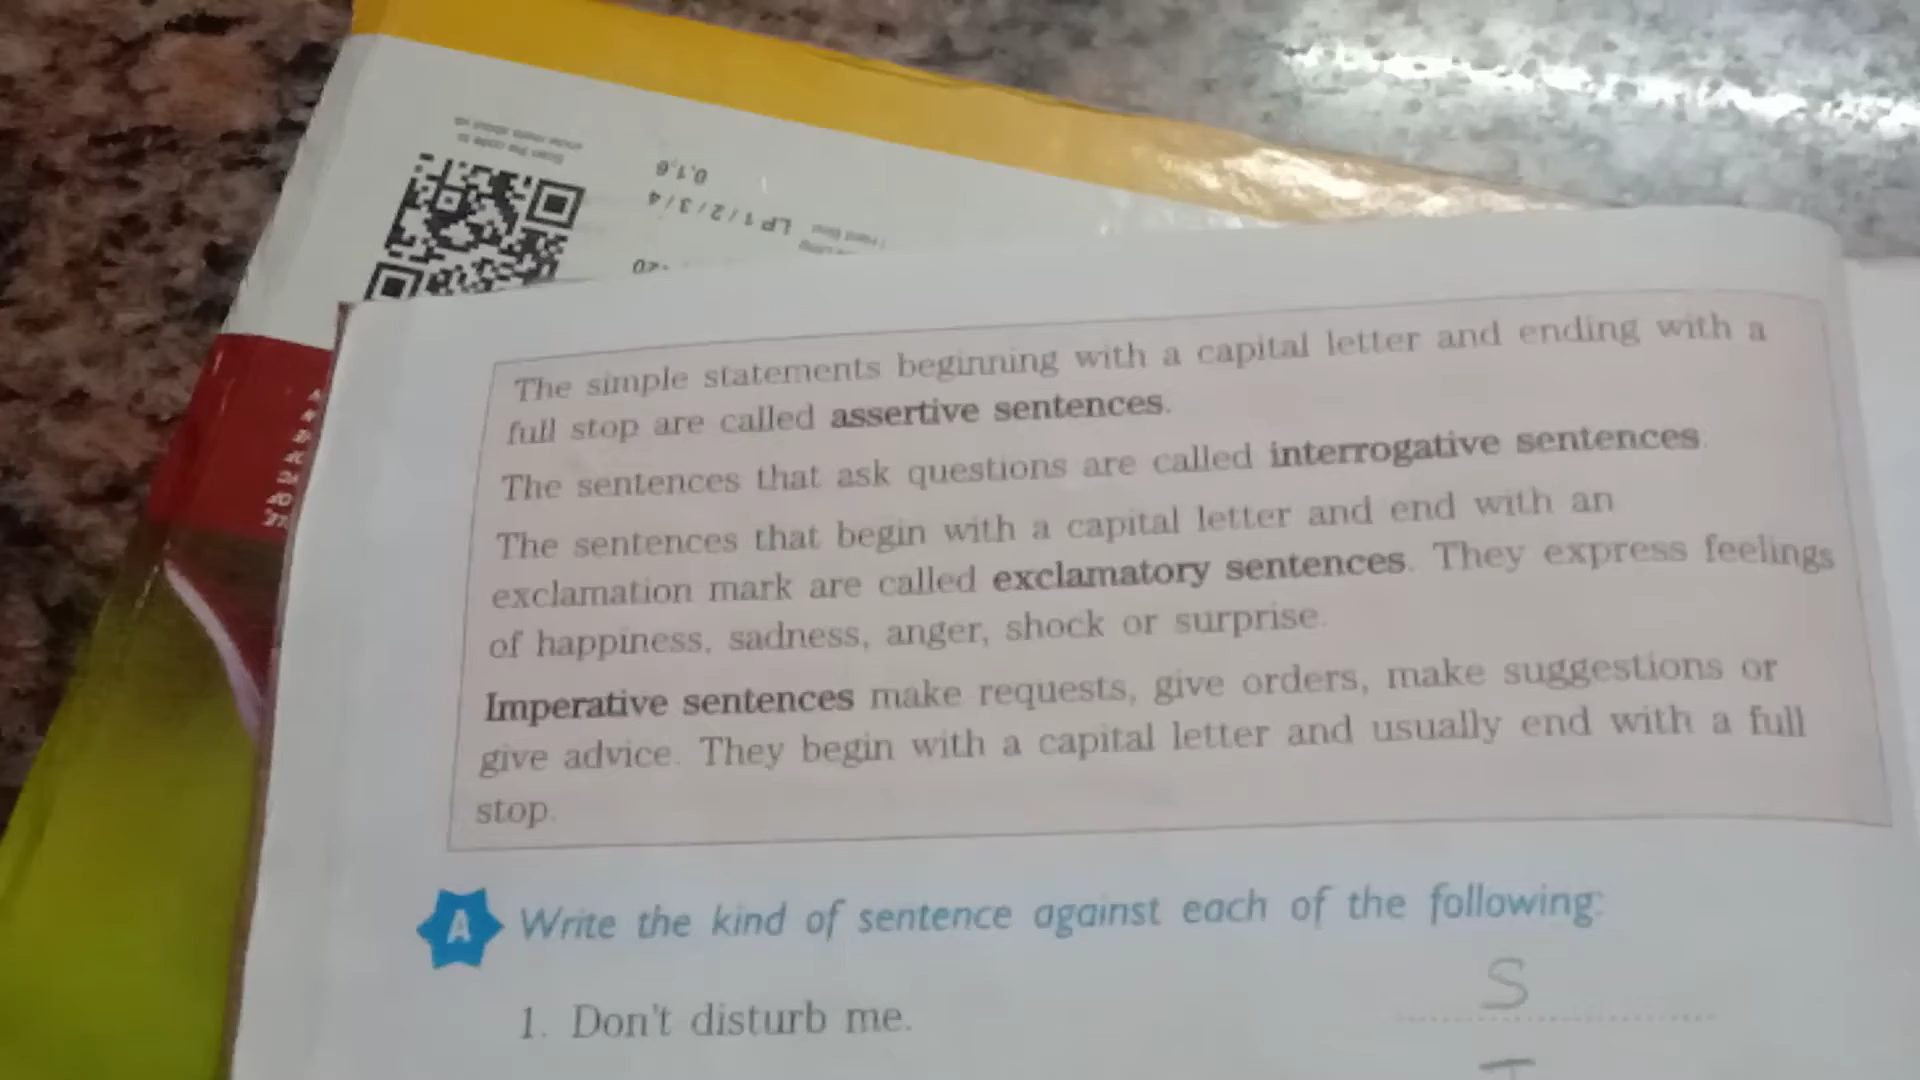 0,1,6
LP 1/2/3/4
The simple statements beginning with a capital letter and ending with a
full stop are called assertive sentences.
The sentences that ask questions are called interrogative sentences.
The sentences that begin with a capital letter and end with an
exclamation mark are called exclamatory sentences. They express feelings
of happiness, sadness, anger, shock or surprise.
Imperative sentences make requests, give orders, make suggestions or
give advice. They begin with a capital letter and usually end with a full
stop.
A Write the kind of sentence against each of the following:
1. Don't disturb me. S